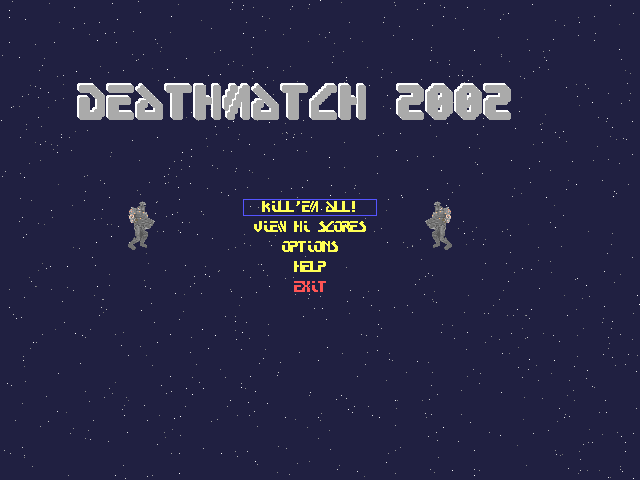 DEATHMATCH 2002
KILL'EM ALL!
VIEW HI SCORES
OPTIONS
HELP
EXIT